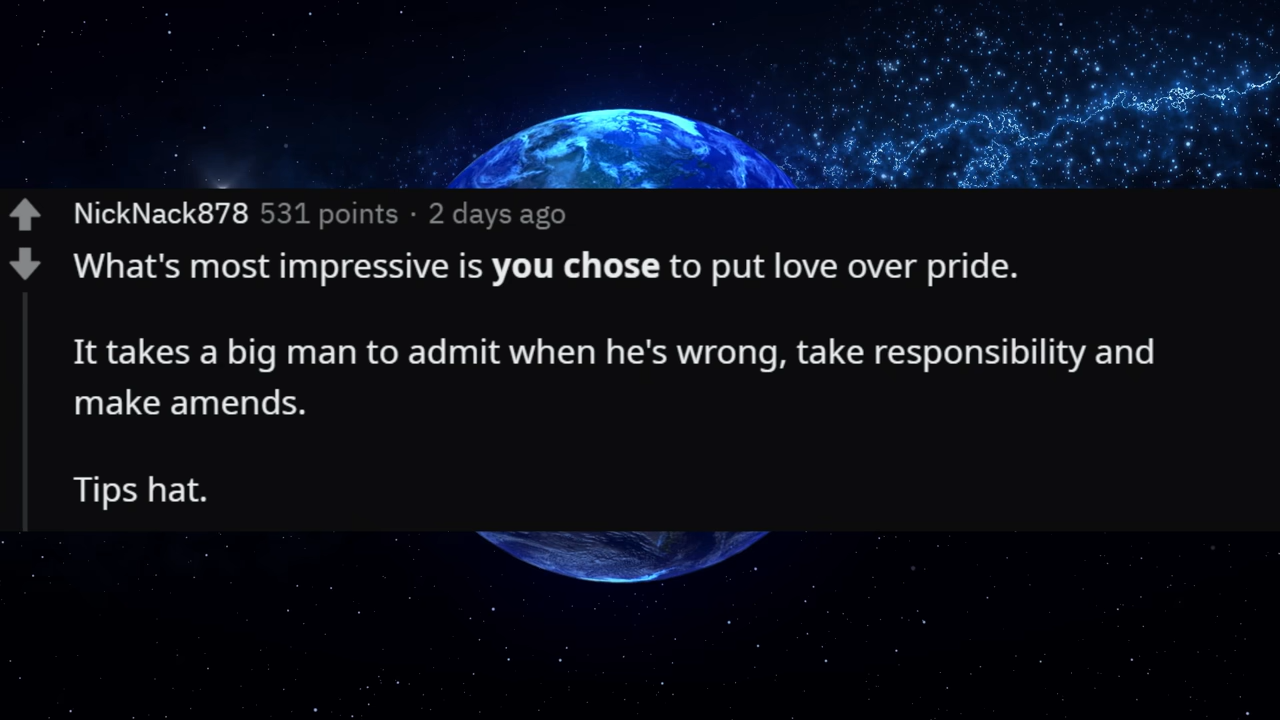 NickNack878 531 points · 2 days ago
What's most impressive is you chose to put love over pride.
It takes a big man to admit when he's wrong, take responsibility and
make amends.
Tips hat.